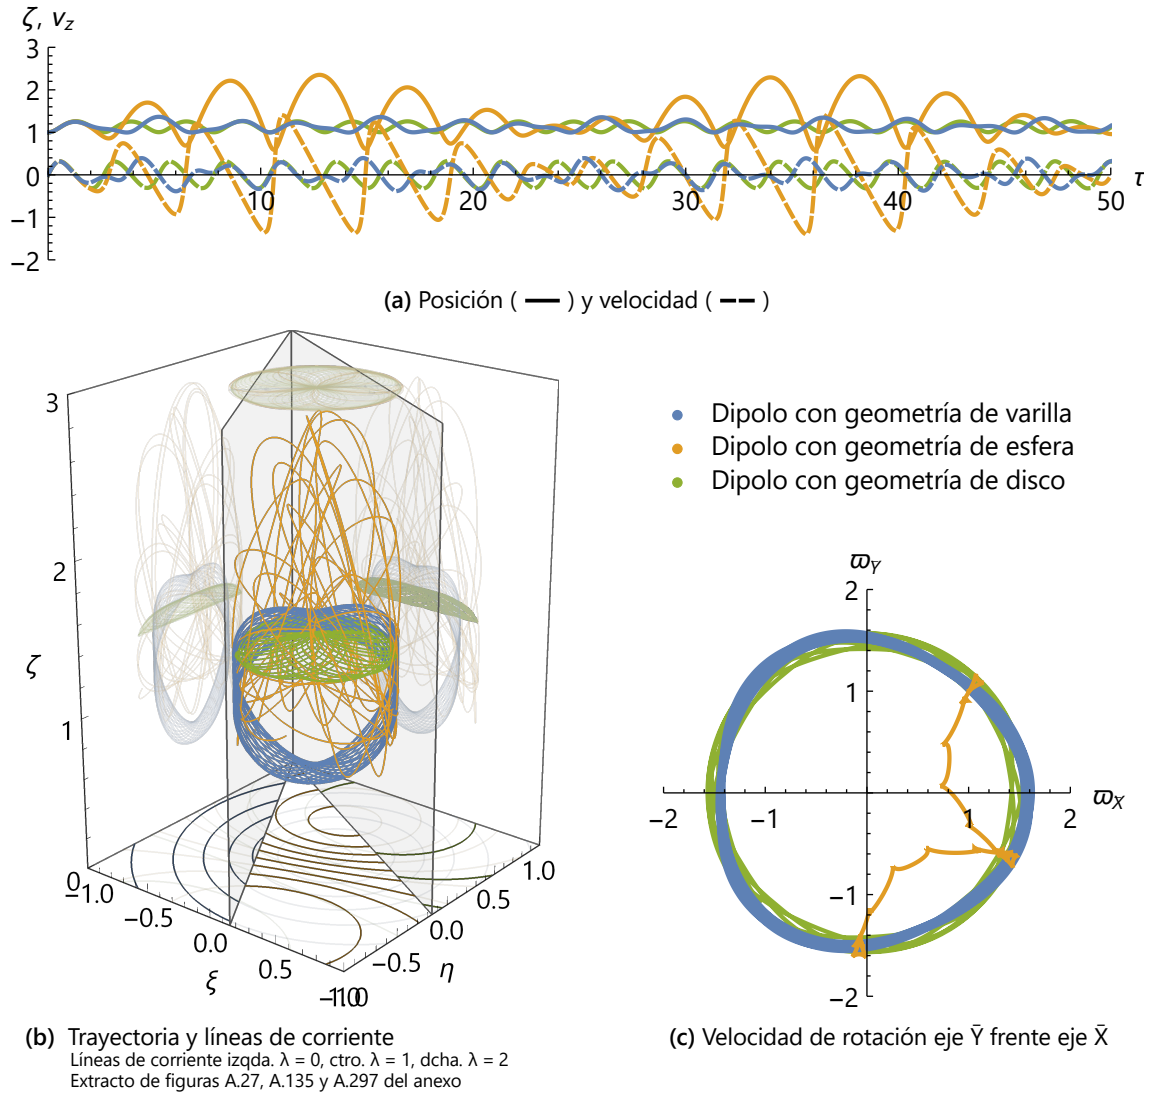 ζ, v_z
3
2
1
0
−1
−2
10
20
30
40
50
τ
(a) Posición ( — ) y velocidad ( −− )
3
2
1
0
ζ
−1.0
−0.5
0.0
0.5
1.0
ξ
−1.0
−0.5
0.0
0.5
1.0
η
Dipolo con geometría de varilla
Dipolo con geometría de esfera
Dipolo con geometría de disco
ϖ_Ȳ
2
1
−1
−2
−2
−1
1
2
ϖ_X̄
(b) Trayectoria y líneas de corriente
Líneas de corriente izqda. λ = 0, ctro. λ = 1, dcha. λ = 2
Extracto de figuras A.27, A.135 y A.297 del anexo
(c) Velocidad de rotación eje Ȳ frente eje X̄